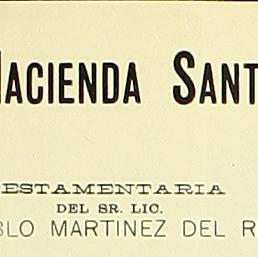 HACIENDA SANT
ESTAMENTARIA
DEL SR. LIC.
BLO MARTINEZ DEL R